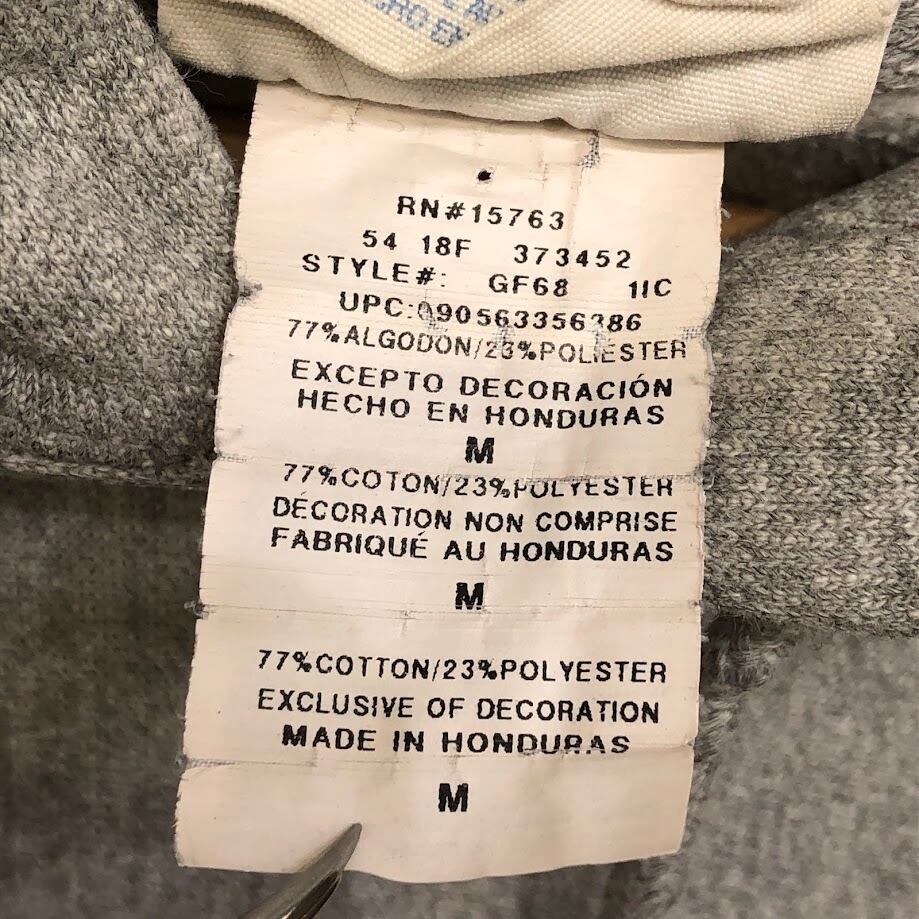 RN#15763
54 18F 373452
STYLE#: GF68 1IC
UPC:090563356386
77%ALGODON/23%POLIESTER
EXCEPTO DECORACIÓN
HECHO EN HONDURAS
M
77%COTON/23%POLYESTER
DÉCORATION NON COMPRISE
FABRIQUÉ AU HONDURAS
M
77%COTTON/23%POLYESTER
EXCLUSIVE OF DECORATION
MADE IN HONDURAS
M